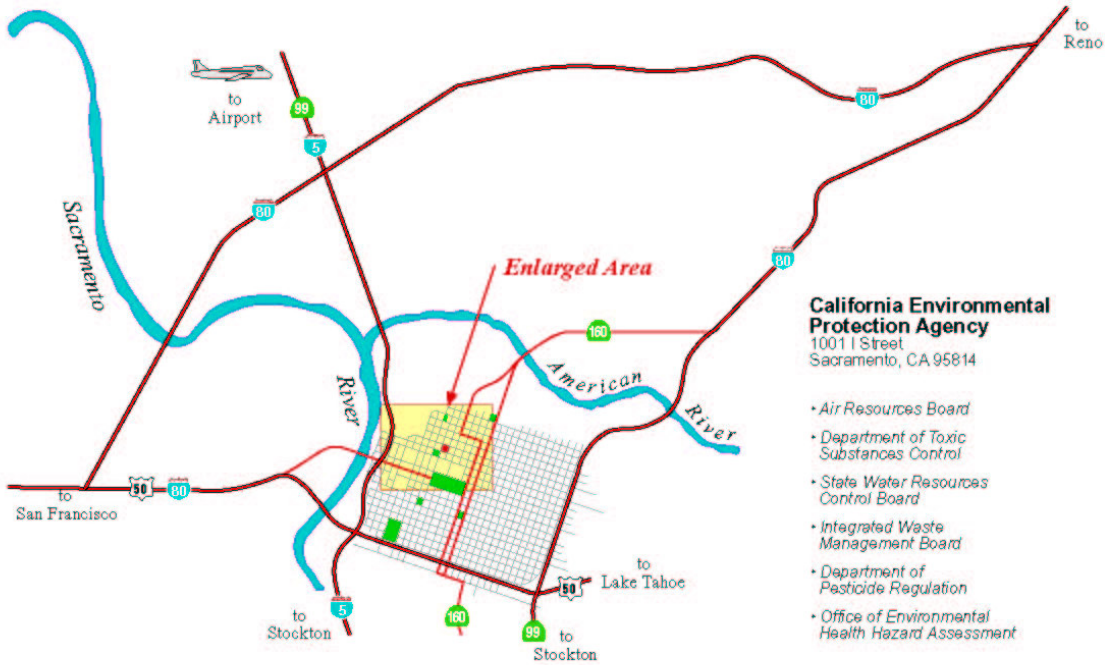 to
Reno
to
Airport
99
5
80
80
Sacramento
80
Enlarged Area
160
American
River
River
California Environmental
Protection Agency
1001 I Street
Sacramento, CA 95814
• Air Resources Board
• Department of Toxic
Substances Control
• State Water Resources
Control Board
• Integrated Waste
Management Board
• Department of
Pesticide Regulation
• Office of Environmental
Health Hazard Assessment
50
80
to
San Francisco
to
Lake Tahoe
50
5
to
Stockton
160
99
to
Stockton